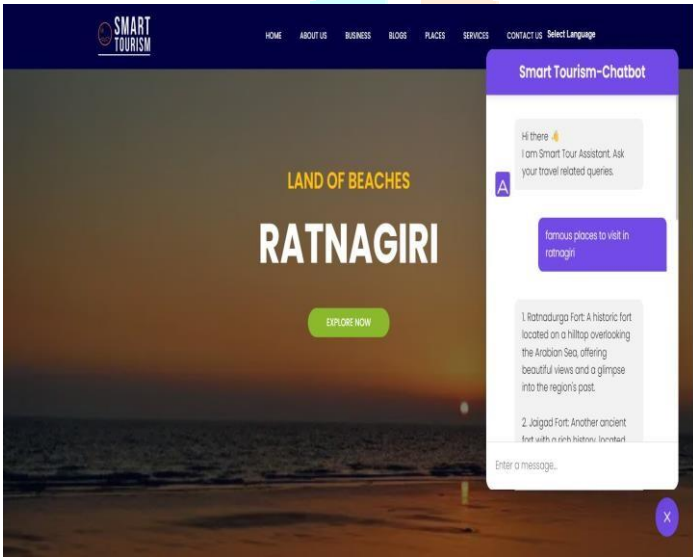 SMART
TOURISM
HOME ABOUT US BUSINESS BLOGS PLACES SERVICES CONTACT US Select Language
LAND OF BEACHES
RATNAGIRI
EXPLORE NOW
Smart Tourism-Chatbot
Hi there
I am Smart Tour Assistant. Ask
your travel related queries.
famous places to visit in
ratnagiri
1. Ratnadurga Fort: A historic fort
located on a hilltop overlooking
the Arabian Sea, offering
beautiful views and a glimpse
into the region's past.
2. Jaigad Fort: Another ancient
fort with a rich history, located
Enter a message...
X